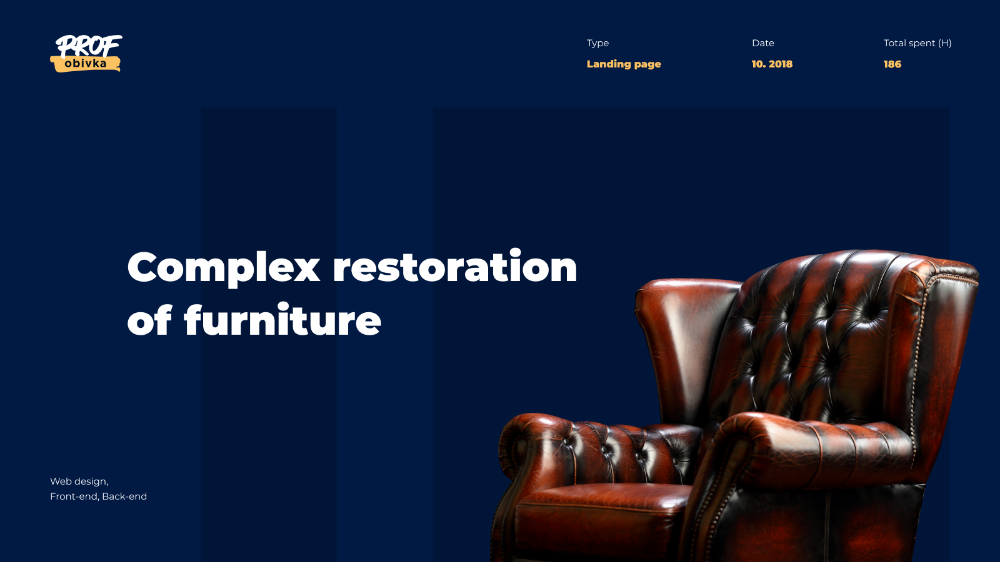 PROF
obivka
Type
Landing page
Date
10. 2018
Total spent (H)
186
Complex restoration
of furniture
Web design,
Front-end, Back-end